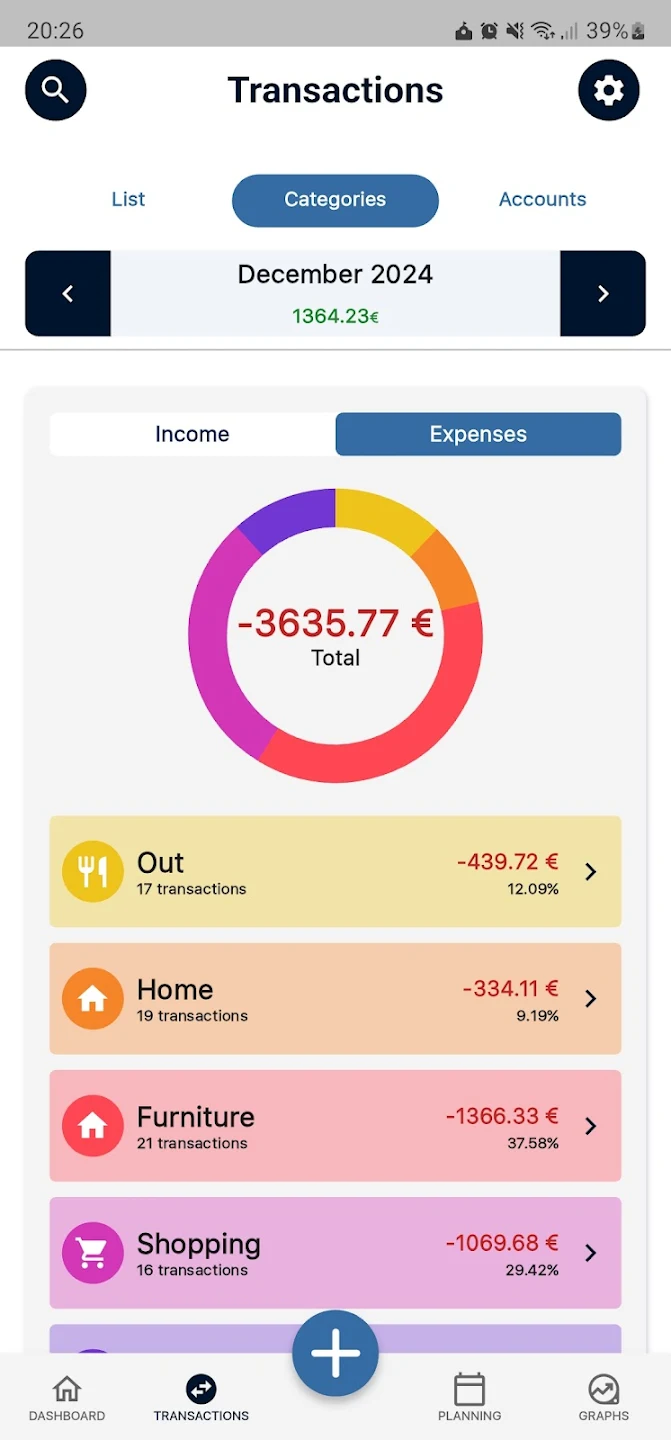 20:26
39%
Transactions
List
Categories
Accounts
December 2024
1364.23€
Income
Expenses
-3635.77 €
Total
Out
-439.72 €
17 transactions
12.09%
Home
-334.11 €
19 transactions
9.19%
Furniture
-1366.33 €
21 transactions
37.58%
Shopping
-1069.68 €
16 transactions
29.42%
DASHBOARD
TRANSACTIONS
PLANNING
GRAPHS